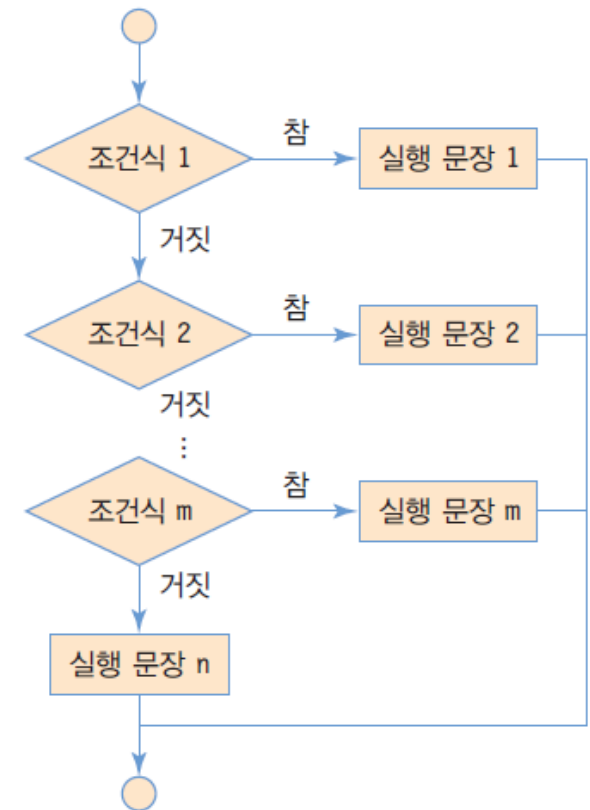 참
조건식 1
실행 문장 1
거짓
참
조건식 2
실행 문장 2
거짓
⋮
참
조건식 m
실행 문장 m
거짓
실행 문장 n